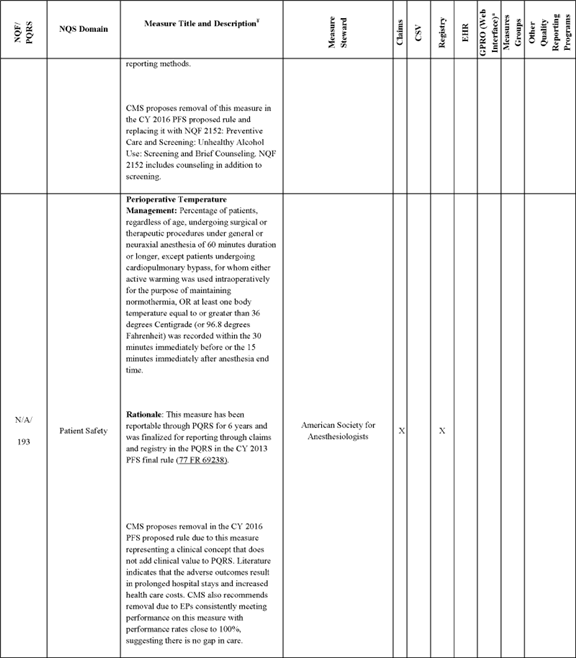 NQF/
PQRS
NQS Domain
Measure Title and Description¥
Measure
Steward
Claims
CSV
Registry
EHR
GPRO (Web
Interface)*
Measures
Groups
Other
Quality
Reporting
Programs
reporting methods.
CMS proposes removal of this measure in
the CY 2016 PFS proposed rule and
replacing it with NQF 2152: Preventive
Care and Screening: Unhealthy Alcohol
Use: Screening and Brief Counseling. NQF
2152 includes counseling in addition to
screening.
N/A/
193
Patient Safety
Perioperative Temperature
Management: Percentage of patients,
regardless of age, undergoing surgical or
therapeutic procedures under general or
neuraxial anesthesia of 60 minutes duration
or longer, except patients undergoing
cardiopulmonary bypass, for whom either
active warming was used intraoperatively
for the purpose of maintaining
normothermia, OR at least one body
temperature equal to or greater than 36
degrees Centigrade (or 96.8 degrees
Fahrenheit) was recorded within the 30
minutes immediately before or the 15
minutes immediately after anesthesia end
time.
Rationale: This measure has been
reportable through PQRS for 6 years and
was finalized for reporting through claims
and registry in the PQRS in the CY 2013
PFS final rule (77 FR 69238).
CMS proposes removal in the CY 2016
PFS proposed rule due to this measure
representing a clinical concept that does
not add clinical value to PQRS. Literature
indicates that the adverse outcomes result
in prolonged hospital stays and increased
health care costs. CMS also recommends
removal due to EPs consistently meeting
performance on this measure with
performance rates close to 100%,
suggesting there is no gap in care.
American Society for
Anesthesiologists
X
X